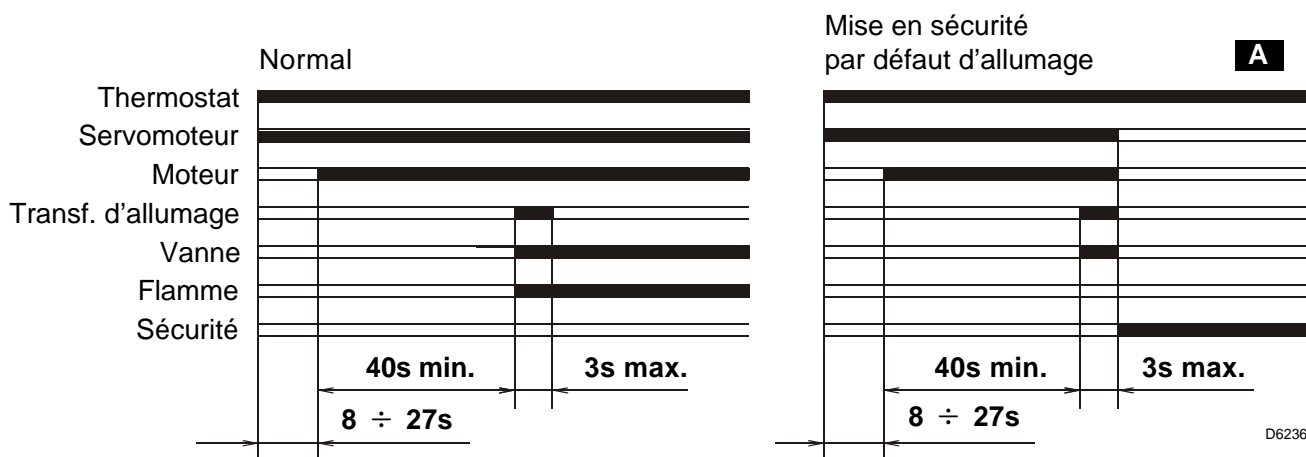 Normal
Mise en sécurité
par défaut d'allumage
A
Thermostat
Servomoteur
Moteur
Transf. d'allumage
Vanne
Flamme
Sécurité
40s min.
3s max.
8 ÷ 27s
40s min.
3s max.
8 ÷ 27s
D6236